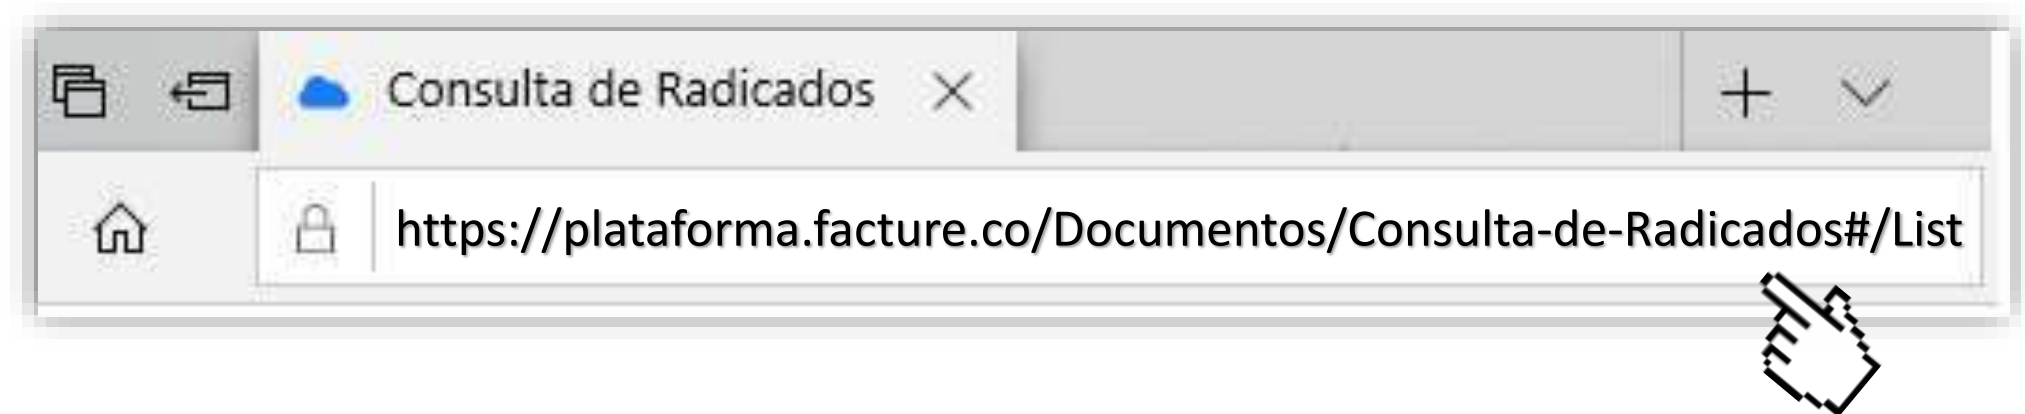 Consulta de Radicados
https://plataforma.facture.co/Documentos/Consulta-de-Radicados#/List